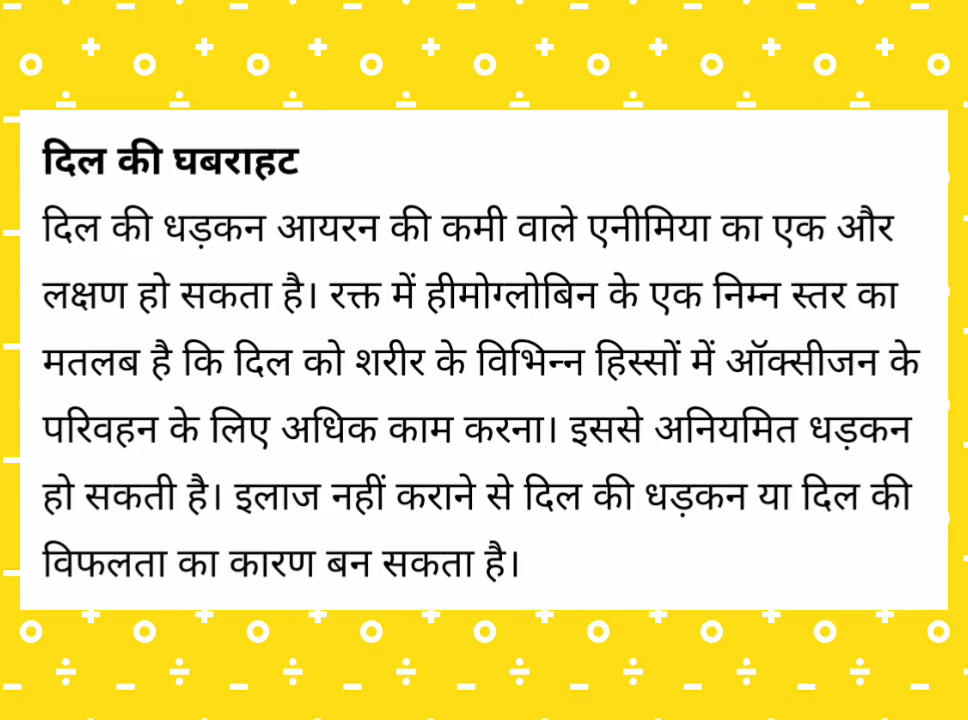 दिल की घबराहट
दिल की धड़कन आयरन की कमी वाले एनीमिया का एक और
लक्षण हो सकता है। रक्त में हीमोग्लोबिन के एक निम्न स्तर का
मतलब है कि दिल को शरीर के विभिन्न हिस्सों में ऑक्सीजन के
परिवहन के लिए अधिक काम करना। इससे अनियमित धड़कन
हो सकती है। इलाज नहीं कराने से दिल की धड़कन या दिल की
विफलता का कारण बन सकता है।